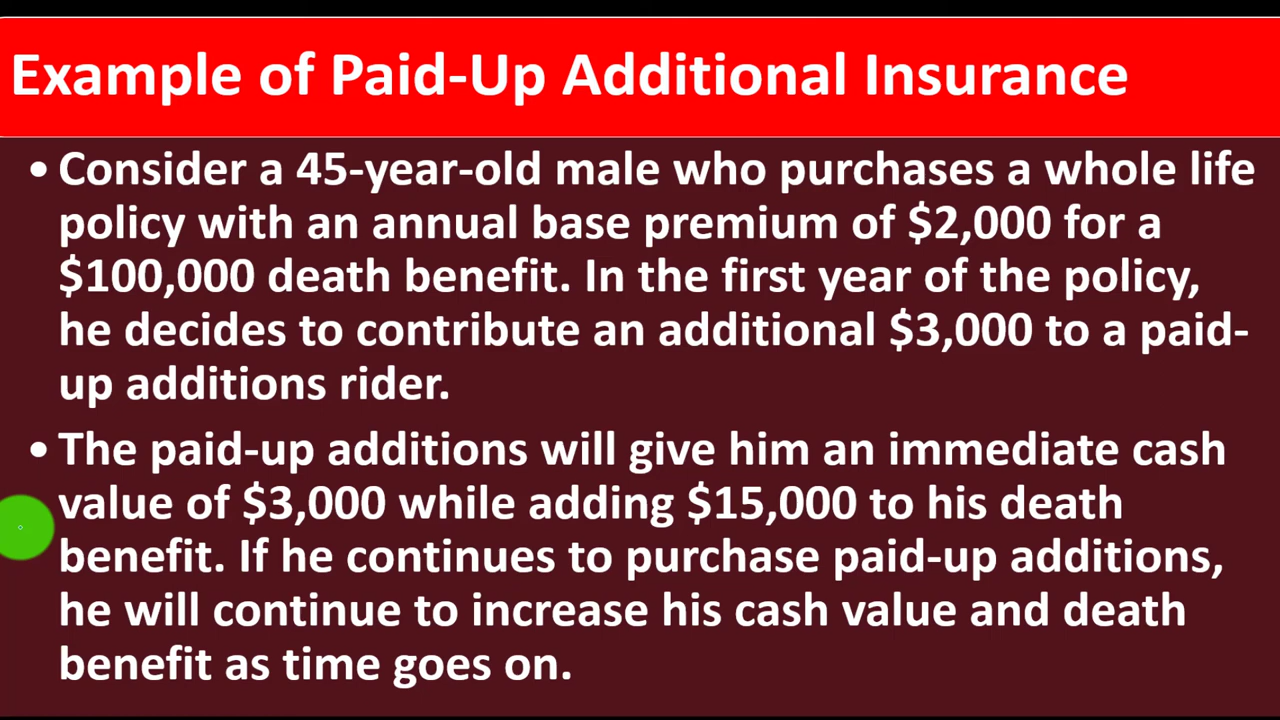 Example of Paid-Up Additional Insurance
• Consider a 45-year-old male who purchases a whole life
policy with an annual base premium of $2,000 for a
$100,000 death benefit. In the first year of the policy,
he decides to contribute an additional $3,000 to a paid-
up additions rider.
• The paid-up additions will give him an immediate cash
value of $3,000 while adding $15,000 to his death
benefit. If he continues to purchase paid-up additions,
he will continue to increase his cash value and death
benefit as time goes on.